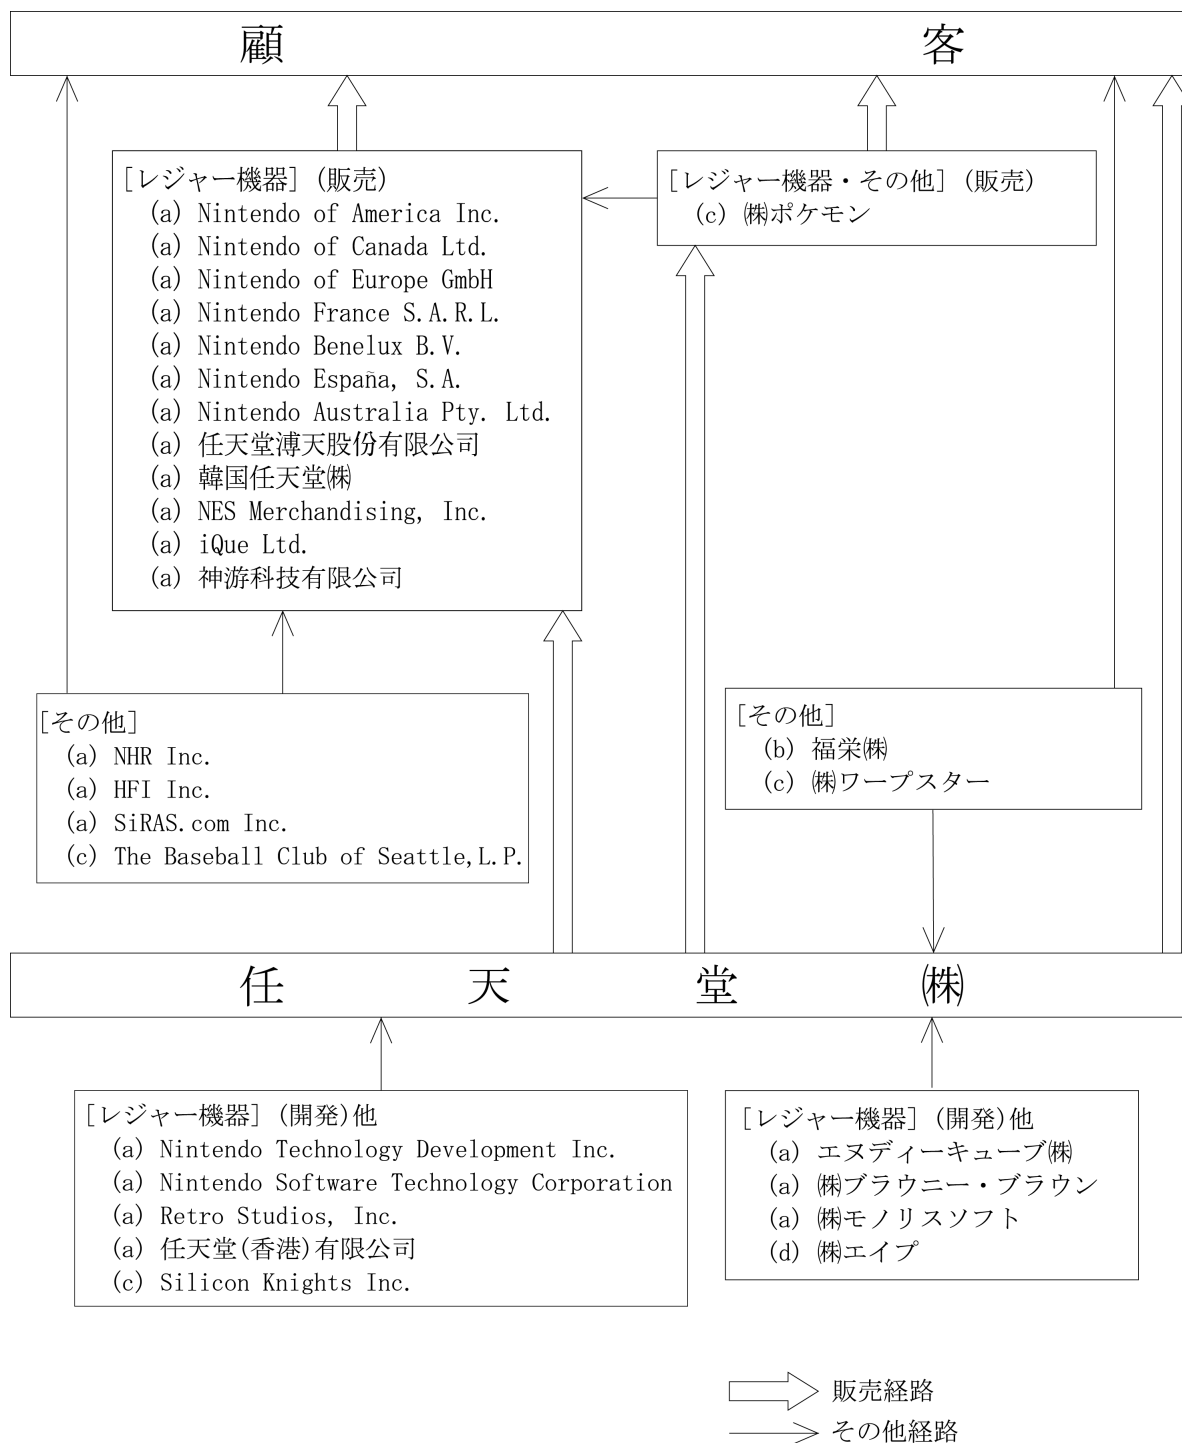 顧客
[レジャー機器] (販売)
(a) Nintendo of America Inc.
(a) Nintendo of Canada Ltd.
(a) Nintendo of Europe GmbH
(a) Nintendo France S.A.R.L.
(a) Nintendo Benelux B.V.
(a) Nintendo España, S.A.
(a) Nintendo Australia Pty. Ltd.
(a) 任天堂溥天股份有限公司
(a) 韓国任天堂㈱
(a) NES Merchandising, Inc.
(a) iQue Ltd.
(a) 神游科技有限公司
[レジャー機器・その他] (販売)
(c) ㈱ポケモン
[その他]
(a) NHR Inc.
(a) HFI Inc.
(a) SiRAS.com Inc.
(c) The Baseball Club of Seattle,L.P.
[その他]
(b) 福栄㈱
(c) ㈱ワープスター
任天堂㈱
[レジャー機器] (開発)他
(a) Nintendo Technology Development Inc.
(a) Nintendo Software Technology Corporation
(a) Retro Studios, Inc.
(a) 任天堂(香港)有限公司
(c) Silicon Knights Inc.
[レジャー機器] (開発)他
(a) エヌディーキューブ㈱
(a) ㈱ブラウニー・ブラウン
(a) ㈱モノリスソフト
(d) ㈱エイプ
販売経路
その他経路